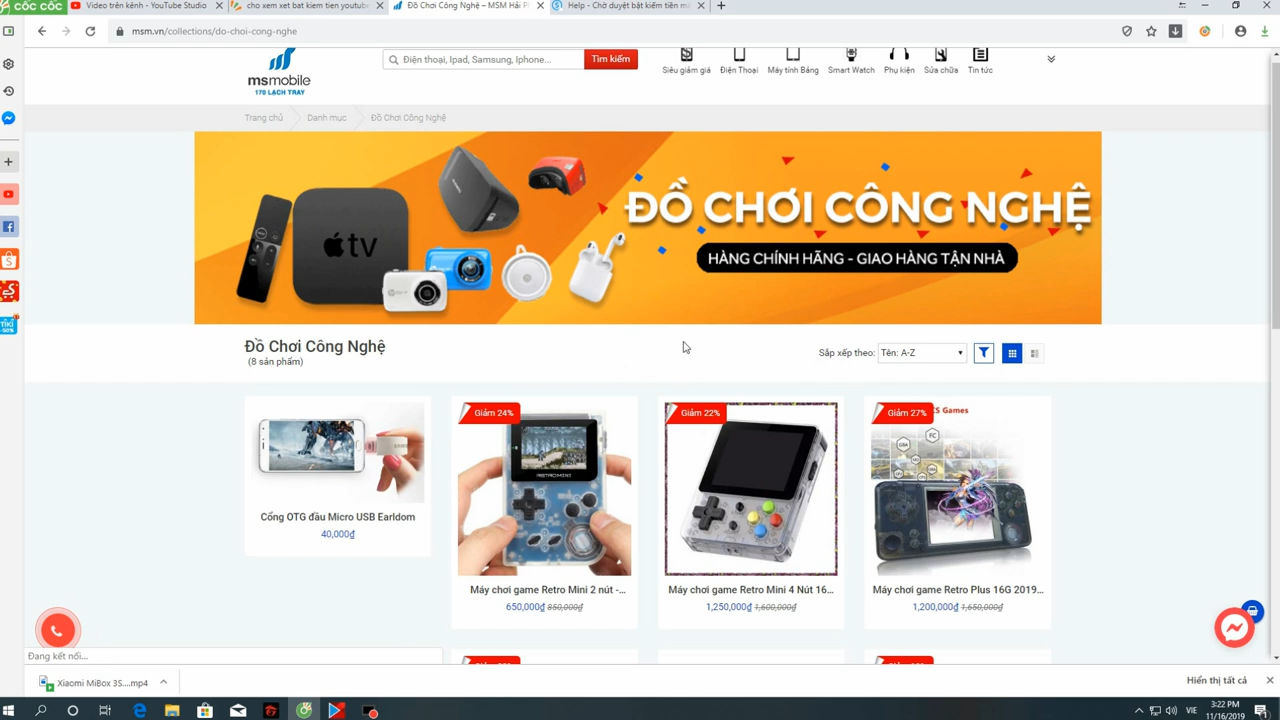 cốc cốc
Video trên kênh - YouTube Studio
cho xem xet bat kiem tien youtube
Đồ Chơi Công Nghệ – MSM Hải P
Help - Chờ duyệt bật kiếm tiền m
msm.vn/collections/do-choi-cong-nghe
msmobile
170 LẠCH TRAY
Điện thoại, Ipad, Samsung, Iphone...
Tìm kiếm
Siêu giảm giá
Điện Thoại
Máy tính Bảng
Smart Watch
Phụ kiện
Sửa chữa
Tin tức
Trang chủ
Danh mục
Đồ Chơi Công Nghệ
tv
ĐỒ CHƠI CÔNG NGHỆ
HÀNG CHÍNH HÃNG - GIAO HÀNG TẬN NHÀ
Đồ Chơi Công Nghệ
(8 sản phẩm)
Sắp xếp theo:
Tên: A-Z
Giảm 24%
Giảm 22%
Giảm 27%
CS Games
GBA
FC
RETRO MINI
Cổng OTG đầu Micro USB Earldom
40,000₫
Máy chơi game Retro Mini 2 nút -...
650,000₫ 850,000₫
Máy chơi game Retro Mini 4 Nút 16...
1,250,000₫ 1,600,000₫
Máy chơi game Retro Plus 16G 2019...
1,200,000₫ 1,650,000₫
TIKI
-50%
Đang kết nối...
Xiaomi MiBox 3S....mp4
Hiển thị tất cả
VIE
3:22 PM
11/16/2019